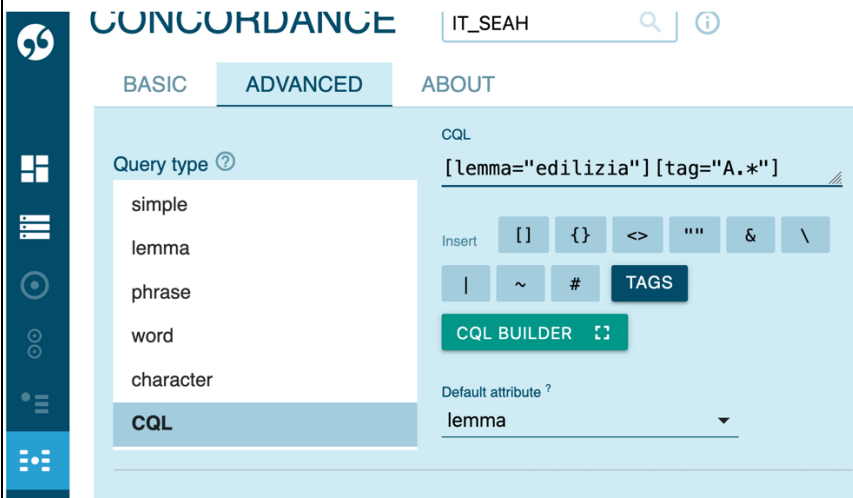 CONCORDANCE
IT_SEAH
BASIC ADVANCED ABOUT
CQL
[lemma="edilizia"][tag="A.*"]
Query type ?
simple
lemma
phrase
word
character
CQL
Insert [] {} <> "" & \
| ~ # TAGS
CQL BUILDER
Default attribute ?
lemma